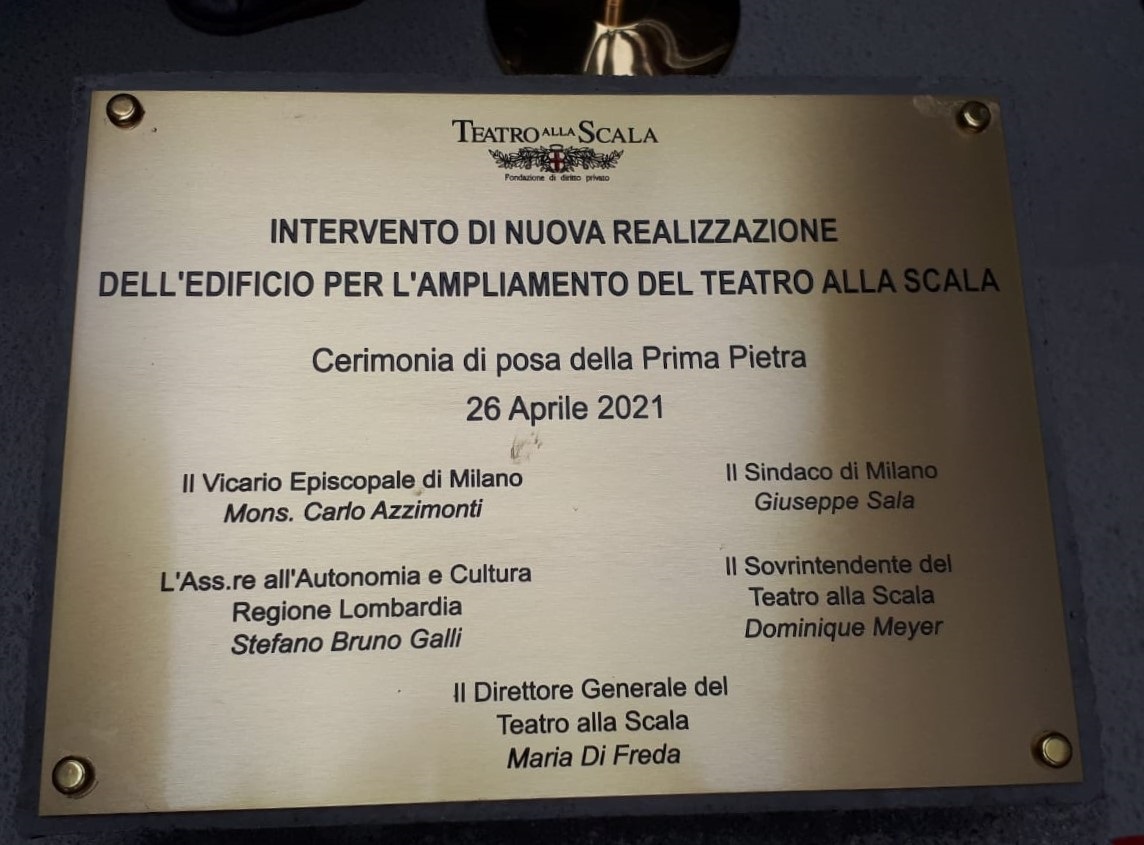 TEATRO ALLA SCALA
Fondazione di diritto privato
INTERVENTO DI NUOVA REALIZZAZIONE
DELL'EDIFICIO PER L'AMPLIAMENTO DEL TEATRO ALLA SCALA
Cerimonia di posa della Prima Pietra
26 Aprile 2021
Il Vicario Episcopale di Milano
Mons. Carlo Azzimonti
Il Sindaco di Milano
Giuseppe Sala
L'Ass.re all'Autonomia e Cultura
Regione Lombardia
Stefano Bruno Galli
Il Sovrintendente del
Teatro alla Scala
Dominique Meyer
Il Direttore Generale del
Teatro alla Scala
Maria Di Freda